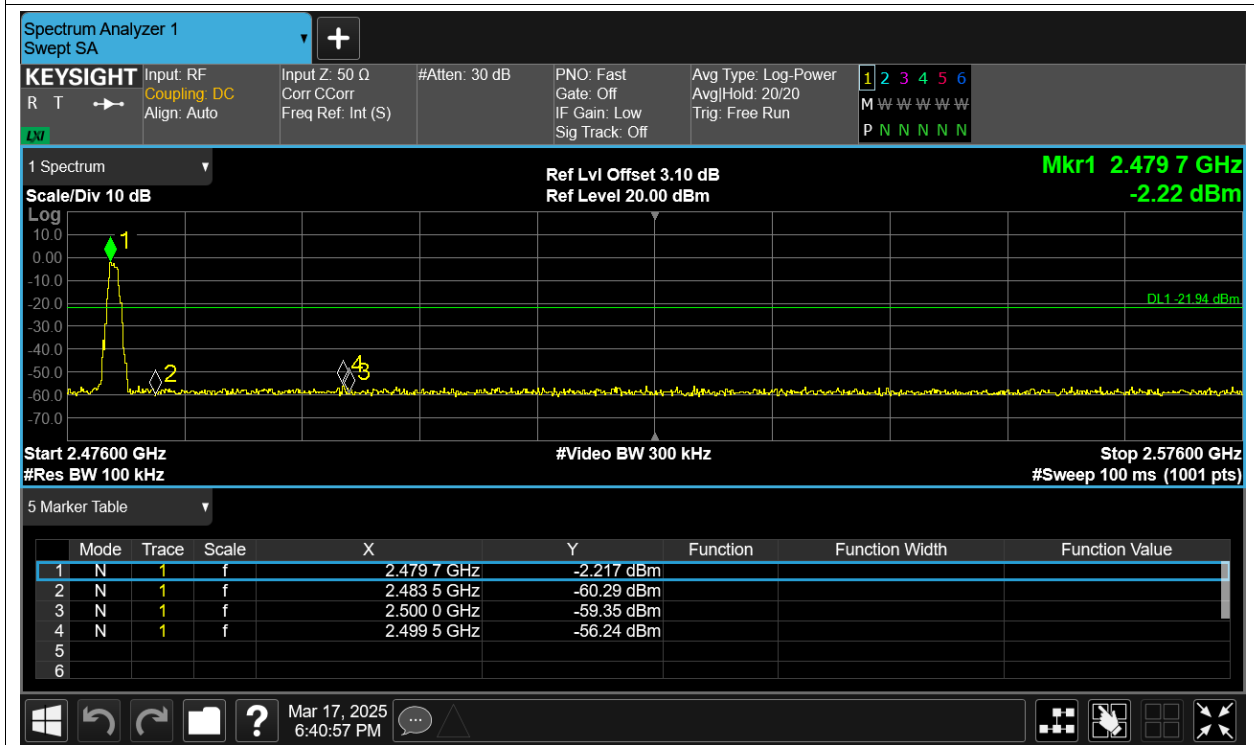 Spectrum Analyzer 1
Swept SA
KEYSIGHT
R T
LXI
Input: RF
Coupling: DC
Align: Auto
Input Z: 50 Ω
Corr CCorr
Freq Ref: Int (S)
#Atten: 30 dB
PNO: Fast
Gate: Off
IF Gain: Low
Sig Track: Off
Avg Type: Log-Power
Avg|Hold: 20/20
Trig: Free Run
1 2 3 4 5 6
M W W W W W
P N N N N N
1 Spectrum
Scale/Div 10 dB
Ref Lvl Offset 3.10 dB
Ref Level 20.00 dBm
Mkr1 2.479 7 GHz
-2.22 dBm
Log
10.0
0.00
-10.0
-20.0
-30.0
-40.0
-50.0
-60.0
-70.0
1
2
4
3
DL1 -21.94 dBm
Start 2.47600 GHz
#Res BW 100 kHz
#Video BW 300 kHz
Stop 2.57600 GHz
#Sweep 100 ms (1001 pts)
5 Marker Table
Mode Trace Scale X Y Function Function Width Function Value
1 N 1 f 2.479 7 GHz -2.217 dBm
2 N 1 f 2.483 5 GHz -60.29 dBm
3 N 1 f 2.500 0 GHz -59.35 dBm
4 N 1 f 2.499 5 GHz -56.24 dBm
5
6
?
Mar 17, 2025
6:40:57 PM